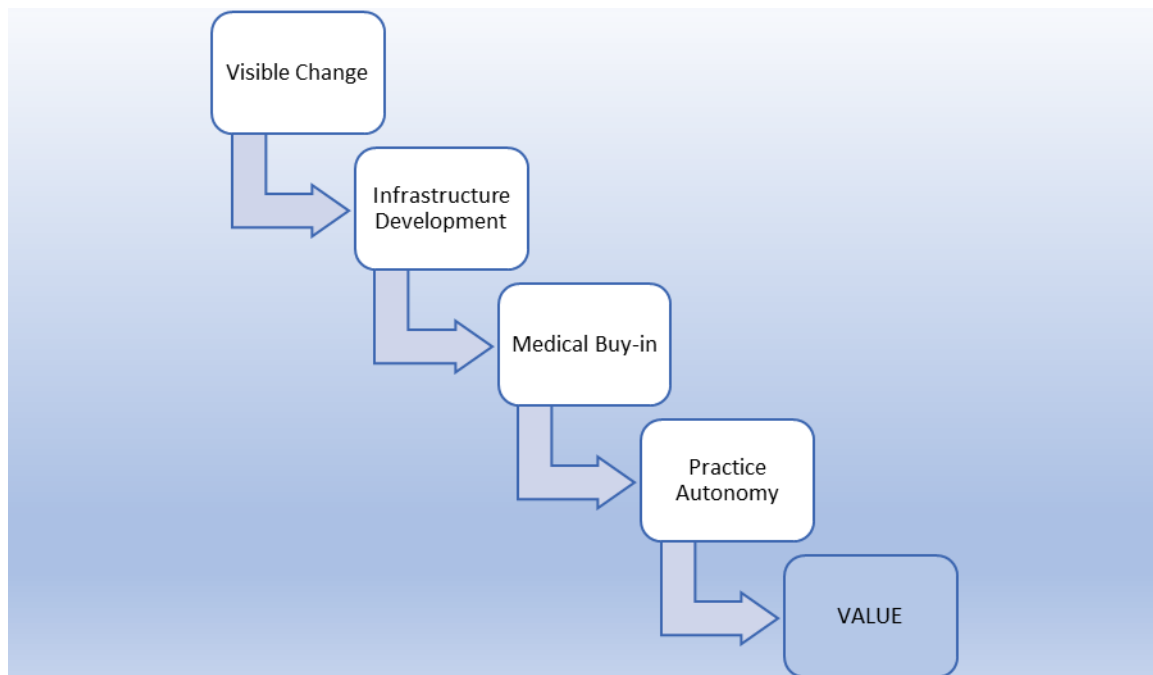 Visible Change
Infrastructure
Development
Medical Buy-in
Practice
Autonomy
VALUE